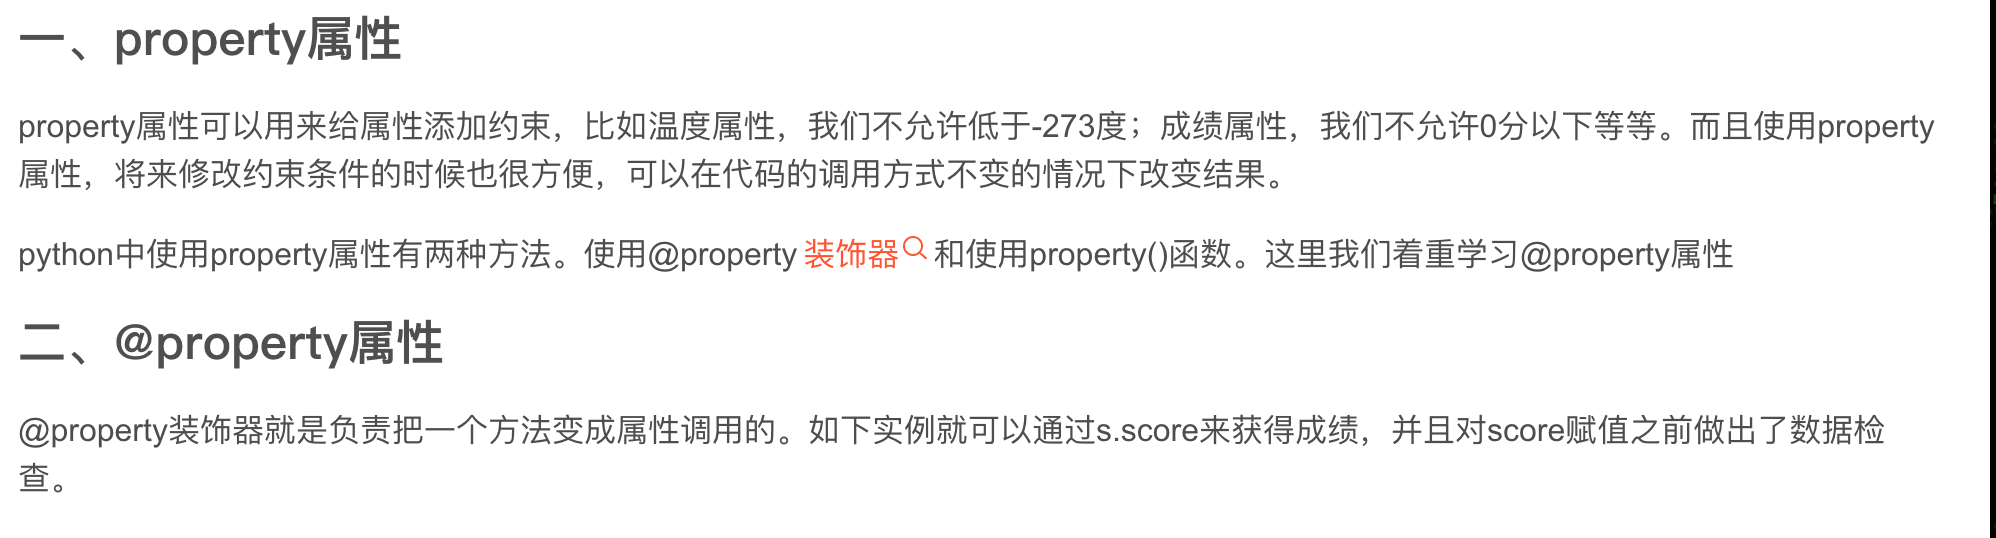 一、property属性
property属性可以用来给属性添加约束，比如温度属性，我们不允许低于-273度；成绩属性，我们不允许0分以下等等。而且使用property
属性，将来修改约束条件的时候也很方便，可以在代码的调用方式不变的情况下改变结果。
python中使用property属性有两种方法。使用@property 装饰器 和使用property()函数。这里我们着重学习@property属性
二、@property属性
@property装饰器就是负责把一个方法变成属性调用的。如下实例就可以通过s.score来获得成绩，并且对score赋值之前做出了数据检
查。